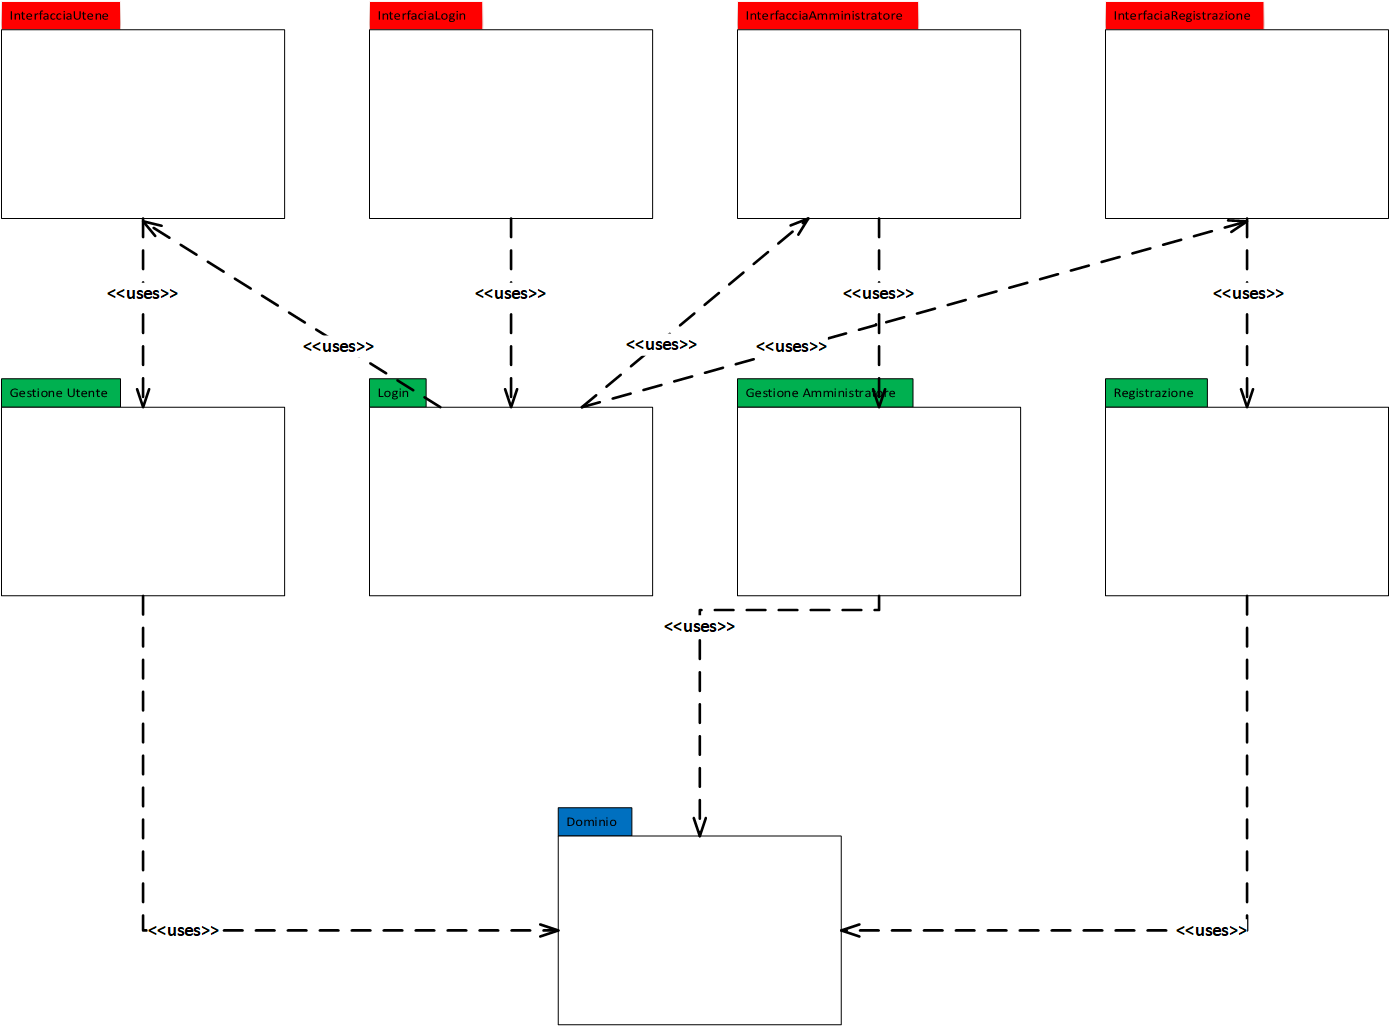 InterfacciaUtene
InterfaciaLogin
InterfacciaAmministratore
InterfaciaRegistrazione
<<uses>>
<<uses>>
<<uses>>
<<uses>>
<<uses>>
<<uses>>
<<uses>>
Gestione Utente
Login
Gestione Amministratore
Registrazione
<<uses>>
Dominio
<<uses>>
<<uses>>